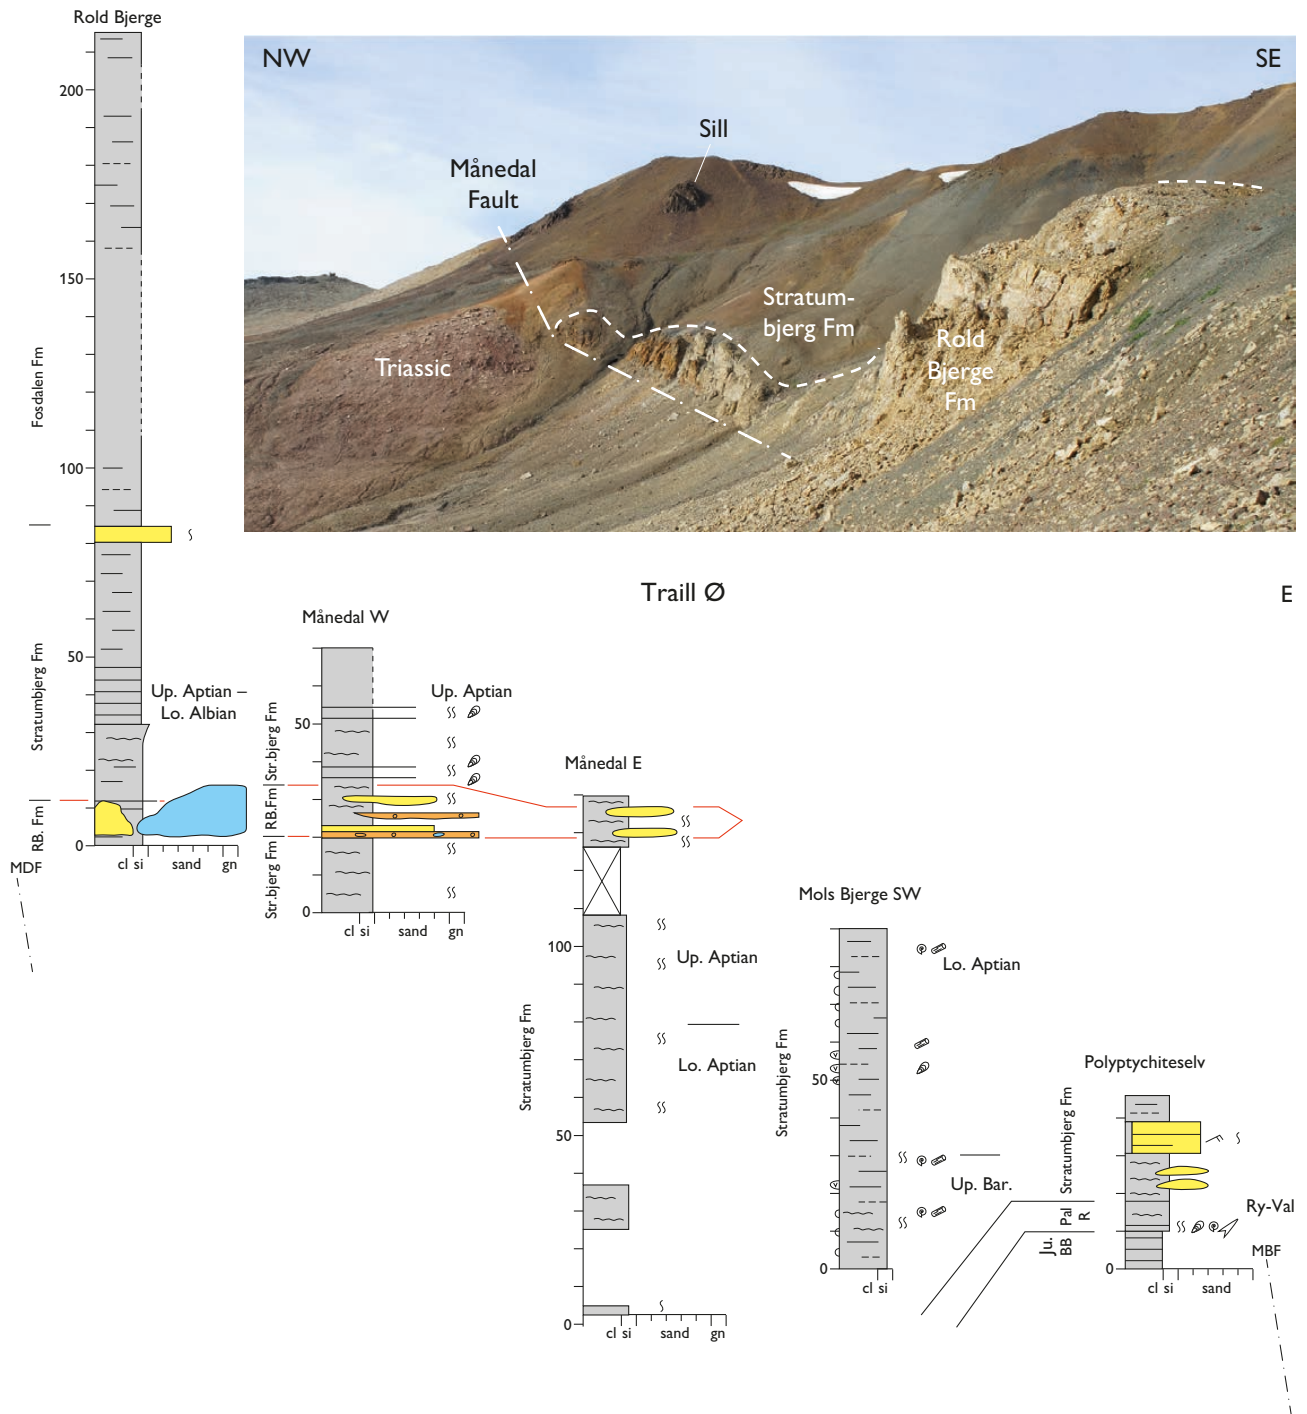 Rold Bjerge
NW
SE
Sill
Månedal
Fault
Stratum-
bjerg Fm
Rold
Bjerge
Fm
Triassic
200
150
100
50
0
Fosdalen Fm
Stratumbjerg Fm
RB. Fm
MDF
Up. Aptian –
Lo. Albian
cl si sand gn
Traill Ø
E
Månedal W
Up. Aptian
50
0
Str.bjerg Fm
RB.Fm
Str.bjerg Fm
cl si sand gn
Månedal E
100
50
0
Up. Aptian
Lo. Aptian
Stratumbjerg Fm
cl si sand gn
Mols Bjerge SW
Lo. Aptian
50
0
Up. Bar.
Stratumbjerg Fm
cl si
Polyptychiteselv
Stratumbjerg Fm
Pal
R
Ju.
BB
0
Ry-Val
MBF
cl si sand